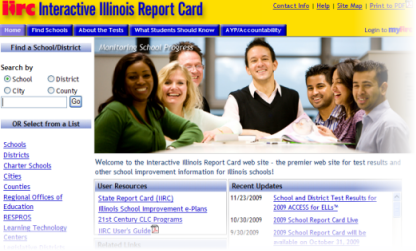 iirc Interactive Illinois Report Card
Contact Info | Help | Site Map | Print to PDF
Home Find Schools About the Tests What Students Should Know AYP/Accountability
Login to
Find a School/District
Search by
School District
City County
Go
OR Select from a List
Schools
Districts
Charter Schools
Cities
Counties
Regional Offices of
Education
RESPROS
Learning Technology
Centers
Monitoring School Progress
Welcome to the Interactive Illinois Report Card web site - the premier web site for test results and
other school improvement information for Illinois schools!
User Resources
State Report Card (IIRC)
Illinois School Improvement e-Plans
21st Century CLC Programs
IIRC User's Guide
Related Links
Recent Updates
11/23/2009 School and District Test Results for
2009 ACCESS for ELLs™
10/30/2009 2009 School Report Card Live
9/30/2009 2009 School Report Card will be
available on October 31, 2009